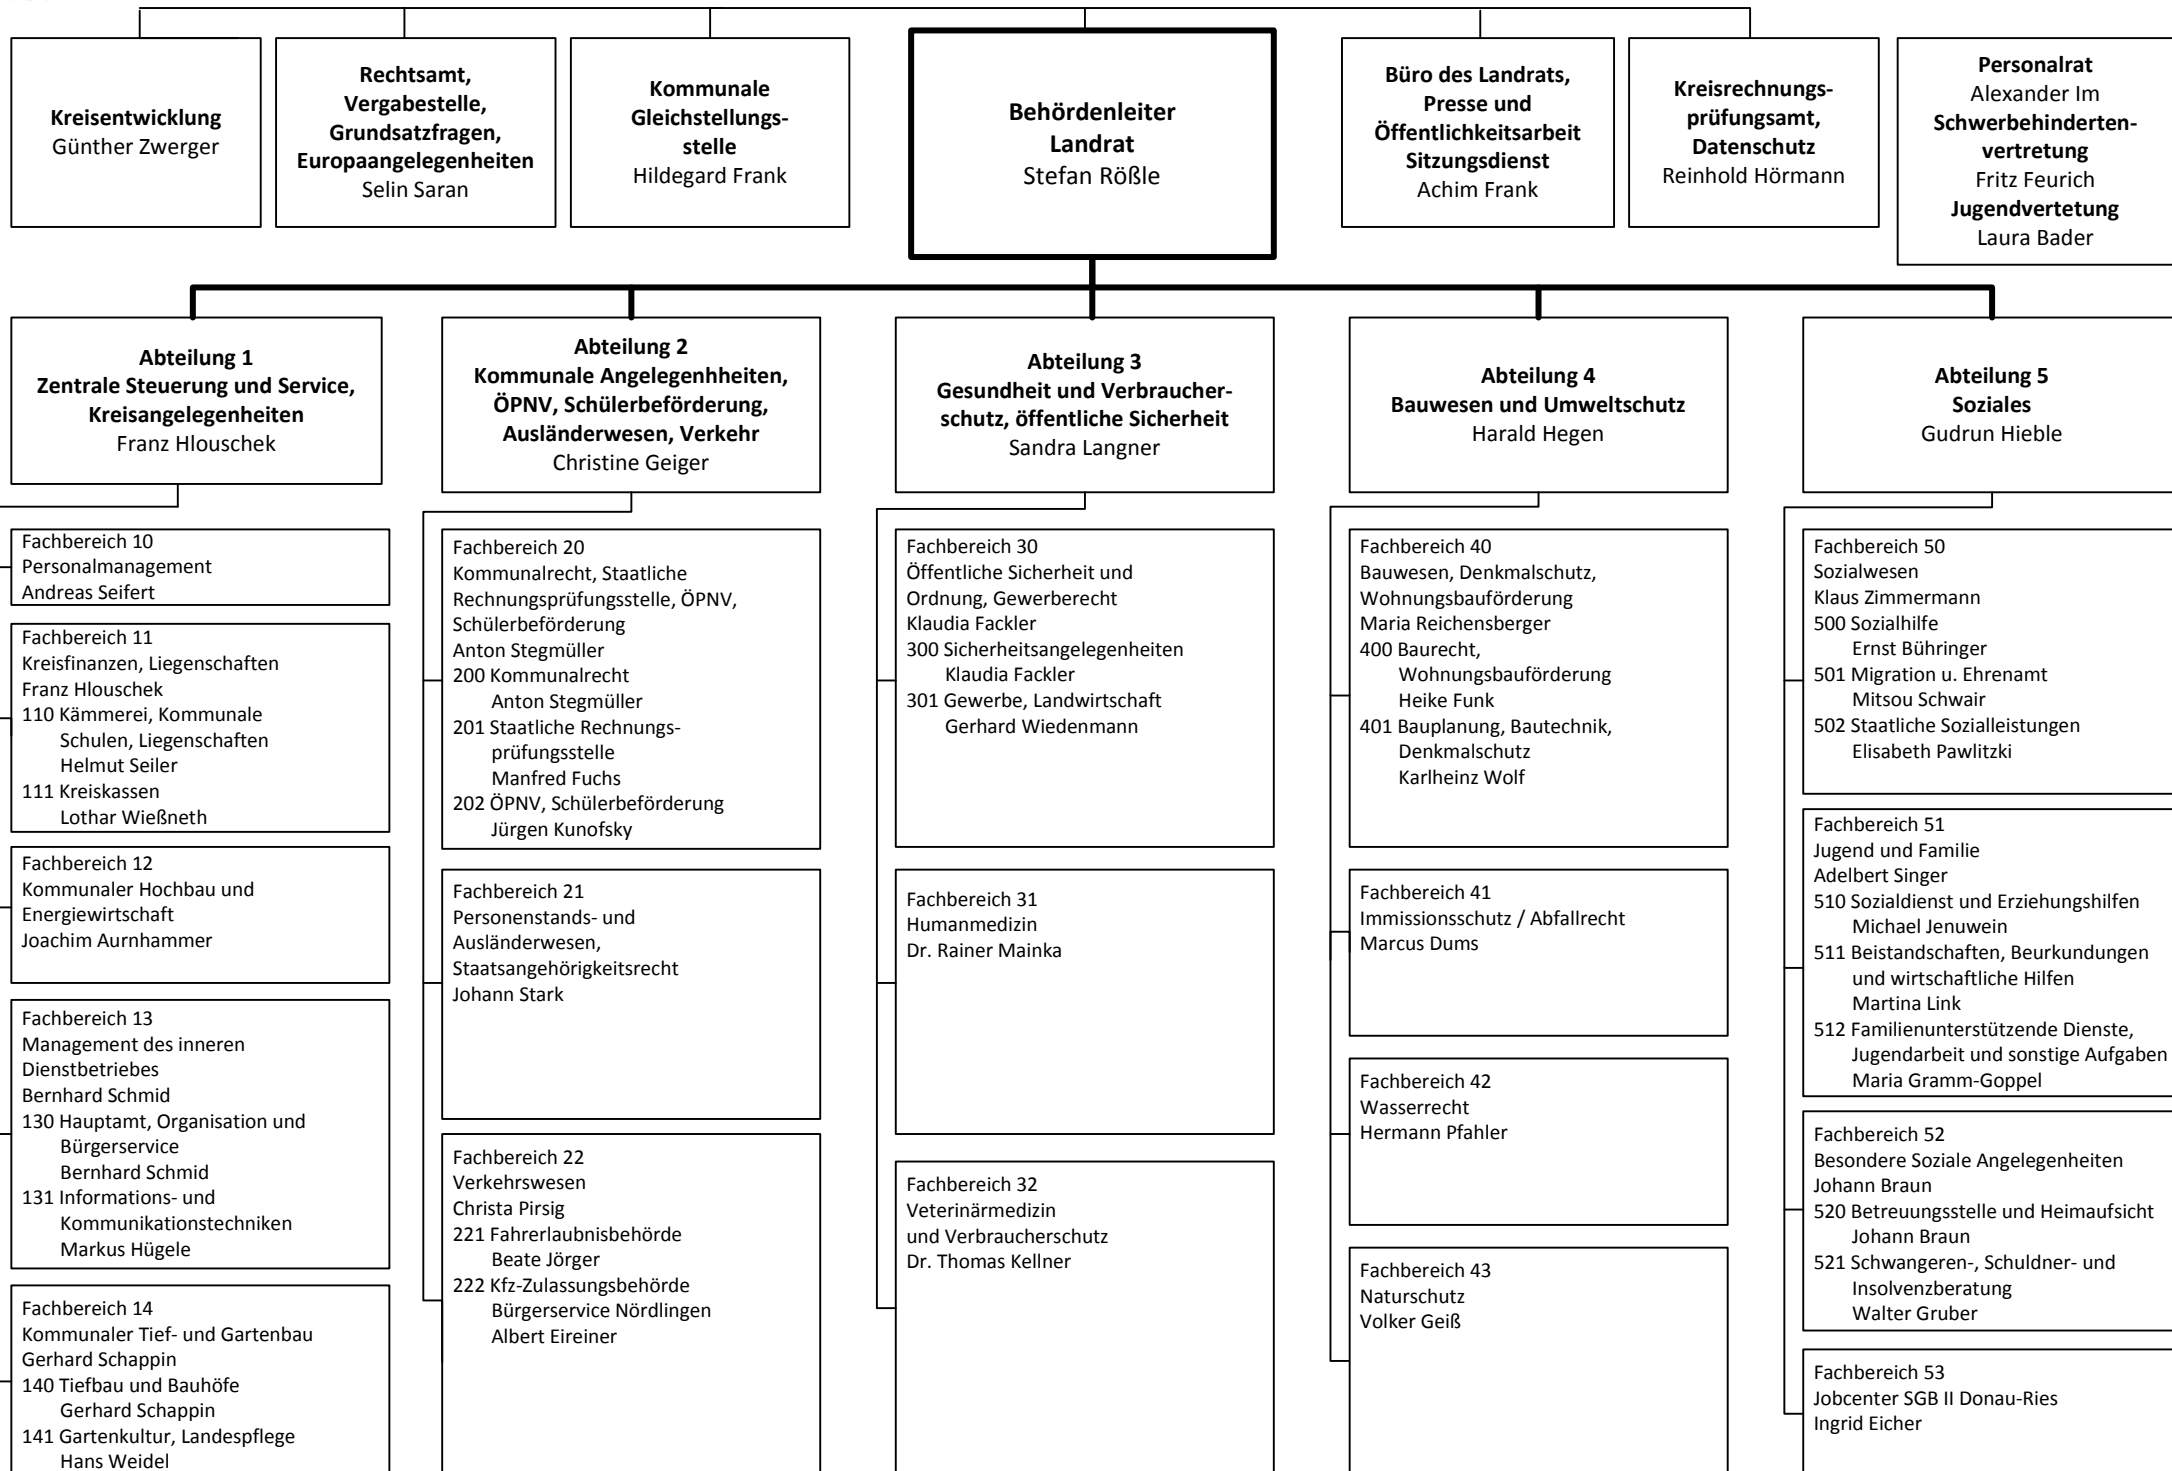 Kreisentwicklung
Günther Zwerger
Rechtsamt,
Vergabestelle,
Grundsatzfragen,
Europaangelegenheiten
Selin Saran
Kommunale
Gleichstellungs-
stelle
Hildegard Frank
Behördenleiter
Landrat
Stefan Rößle
Büro des Landrats,
Presse und
Öffentlichkeitsarbeit
Sitzungsdienst
Achim Frank
Kreisrechnungs-
prüfungsamt,
Datenschutz
Reinhold Hörmann
Personalrat
Alexander Im
Schwerbehinderten-
vertretung
Fritz Feurich
Jugendvertetung
Laura Bader
Abteilung 1
Zentrale Steuerung und Service,
Kreisangelegenheiten
Franz Hlouschek
Abteilung 2
Kommunale Angelegenhheiten,
ÖPNV, Schülerbeförderung,
Ausländerwesen, Verkehr
Christine Geiger
Abteilung 3
Gesundheit und Verbraucher-
schutz, öffentliche Sicherheit
Sandra Langner
Abteilung 4
Bauwesen und Umweltschutz
Harald Hegen
Abteilung 5
Soziales
Gudrun Hieble
Fachbereich 10
Personalmanagement
Andreas Seifert
Fachbereich 11
Kreisfinanzen, Liegenschaften
Franz Hlouschek
110 Kämmerei, Kommunale
Schulen, Liegenschaften
Helmut Seiler
111 Kreiskassen
Lothar Wießneth
Fachbereich 12
Kommunaler Hochbau und
Energiewirtschaft
Joachim Aurnhammer
Fachbereich 13
Management des inneren
Dienstbetriebes
Bernhard Schmid
130 Hauptamt, Organisation und
Bürgerservice
Bernhard Schmid
131 Informations- und
Kommunikationstechniken
Markus Hügele
Fachbereich 14
Kommunaler Tief- und Gartenbau
Gerhard Schappin
140 Tiefbau und Bauhöfe
Gerhard Schappin
141 Gartenkultur, Landespflege
Hans Weidel
Fachbereich 20
Kommunalrecht, Staatliche
Rechnungsprüfungsstelle, ÖPNV,
Schülerbeförderung
Anton Stegmüller
200 Kommunalrecht
Anton Stegmüller
201 Staatliche Rechnungs-
prüfungsstelle
Manfred Fuchs
202 ÖPNV, Schülerbeförderung
Jürgen Kunofsky
Fachbereich 21
Personenstands- und
Ausländerwesen,
Staatsangehörigkeitsrecht
Johann Stark
Fachbereich 22
Verkehrswesen
Christa Pirsig
221 Fahrerlaubnisbehörde
Beate Jörger
222 Kfz-Zulassungsbehörde
Bürgerservice Nördlingen
Albert Eireiner
Fachbereich 30
Öffentliche Sicherheit und
Ordnung, Gewerberecht
Klaudia Fackler
300 Sicherheitsangelegenheiten
Klaudia Fackler
301 Gewerbe, Landwirtschaft
Gerhard Wiedenmann
Fachbereich 31
Humanmedizin
Dr. Rainer Mainka
Fachbereich 32
Veterinärmedizin
und Verbraucherschutz
Dr. Thomas Kellner
Fachbereich 40
Bauwesen, Denkmalschutz,
Wohnungsbauförderung
Maria Reichensberger
400 Baurecht,
Wohnungsbauförderung
Heike Funk
401 Bauplanung, Bautechnik,
Denkmalschutz
Karlheinz Wolf
Fachbereich 41
Immissionsschutz / Abfallrecht
Marcus Dums
Fachbereich 42
Wasserrecht
Hermann Pfahler
Fachbereich 43
Naturschutz
Volker Geiß
Fachbereich 50
Sozialwesen
Klaus Zimmermann
500 Sozialhilfe
Ernst Bühringer
501 Migration u. Ehrenamt
Mitsou Schwair
502 Staatliche Sozialleistungen
Elisabeth Pawlitzki
Fachbereich 51
Jugend und Familie
Adelbert Singer
510 Sozialdienst und Erziehungshilfen
Michael Jenuwein
511 Beistandschaften, Beurkundungen
und wirtschaftliche Hilfen
Martina Link
512 Familienunterstützende Dienste,
Jugendarbeit und sonstige Aufgaben
Maria Gramm-Goppel
Fachbereich 52
Besondere Soziale Angelegenheiten
Johann Braun
520 Betreuungsstelle und Heimaufsicht
Johann Braun
521 Schwangeren-, Schuldner- und
Insolvenzberatung
Walter Gruber
Fachbereich 53
Jobcenter SGB II Donau-Ries
Ingrid Eicher